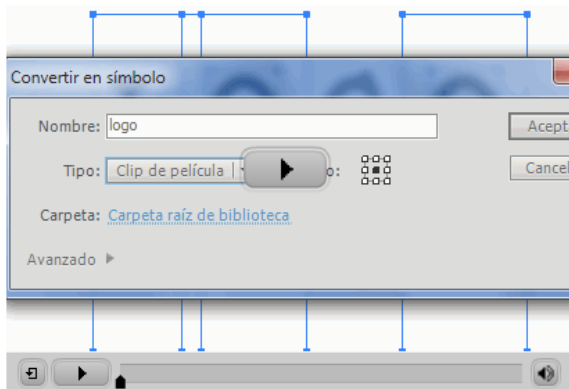 Convertir en símbolo
Nombre: logo
Tipo: Clip de película
Carpeta: Carpeta raíz de biblioteca
Avanzado